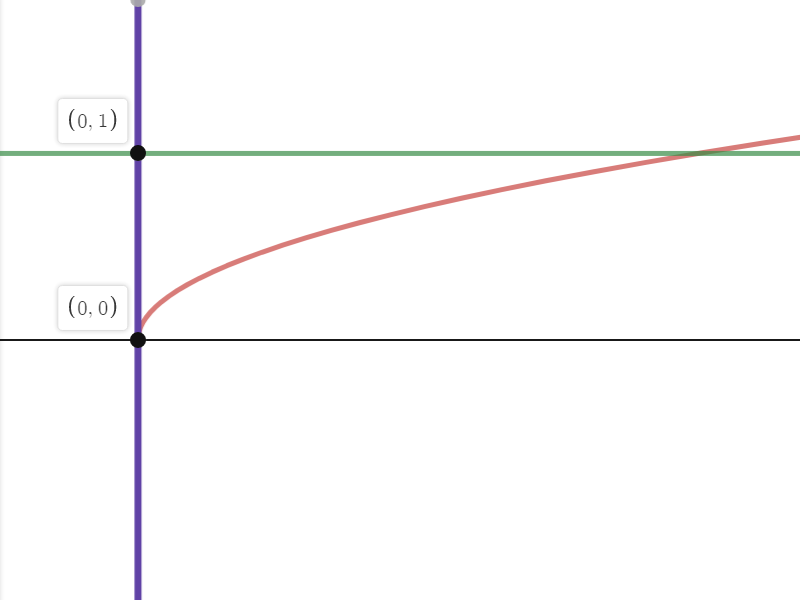 (0, 1)
(0, 0)